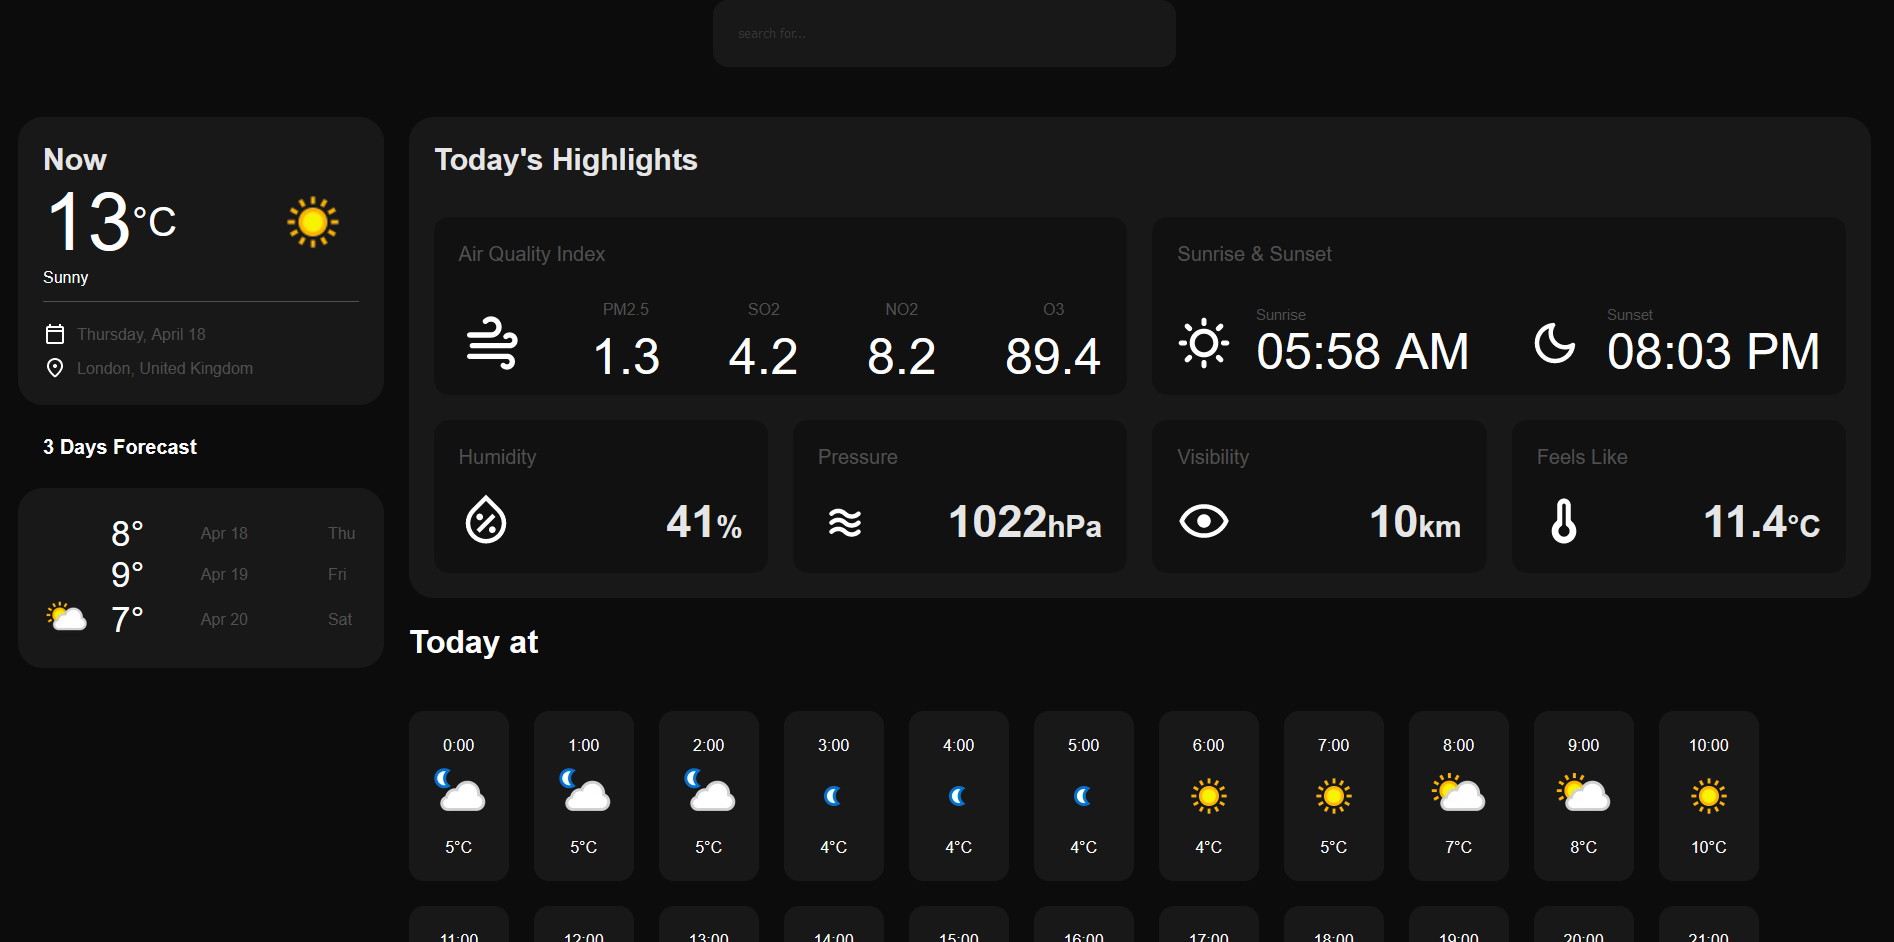 search for...
Now
13°C
Sunny
Thursday, April 18
London, United Kingdom
3 Days Forecast
8° Apr 18 Thu
9° Apr 19 Fri
7° Apr 20 Sat
Today's Highlights
Air Quality Index
PM2.5 SO2 NO2 O3
1.3 4.2 8.2 89.4
Sunrise & Sunset
Sunrise Sunset
05:58 AM 08:03 PM
Humidity
41%
Pressure
1022hPa
Visibility
10km
Feels Like
11.4°C
Today at
0:00 1:00 2:00 3:00 4:00 5:00 6:00 7:00 8:00 9:00 10:00
5°C 5°C 5°C 4°C 4°C 4°C 4°C 5°C 7°C 8°C 10°C
11:00 12:00 13:00 14:00 15:00 16:00 17:00 18:00 19:00 20:00 21:00